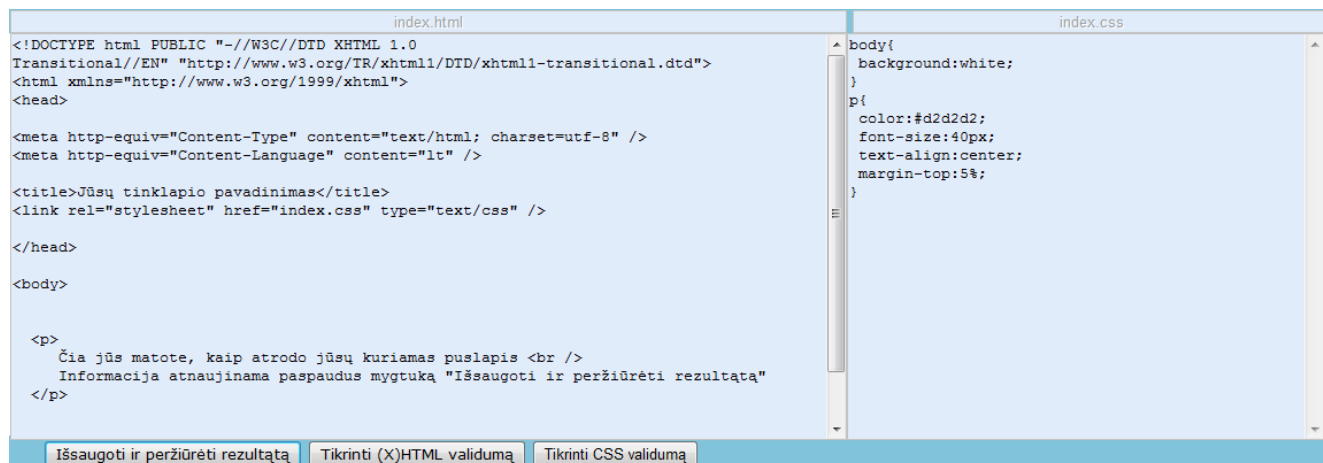 index.html
<!DOCTYPE html PUBLIC "-//W3C//DTD XHTML 1.0
Transitional//EN" "http://www.w3.org/TR/xhtml1/DTD/xhtml1-transitional.dtd">
<html xmlns="http://www.w3.org/1999/xhtml">
<head>
<meta http-equiv="Content-Type" content="text/html; charset=utf-8" />
<meta http-equiv="Content-Language" content="lt" />
<title>Jūsų tinklapio pavadinimas</title>
<link rel="stylesheet" href="index.css" type="text/css" />
</head>
<body>
<p>
Čia jūs matote, kaip atrodo jūsų kuriamas puslapis <br />
Informacija atnaujinama paspaudus mygtuką "Išsaugoti ir peržiūrėti rezultątą"
</p>
index.css
body{
background:white;
}
p{
color:#d2d2d2;
font-size:40px;
text-align:center;
margin-top:5%;
}
Išsaugoti ir peržiūrėti rezultątą
Tikrinti (X)HTML validumą
Tikrinti CSS validumą